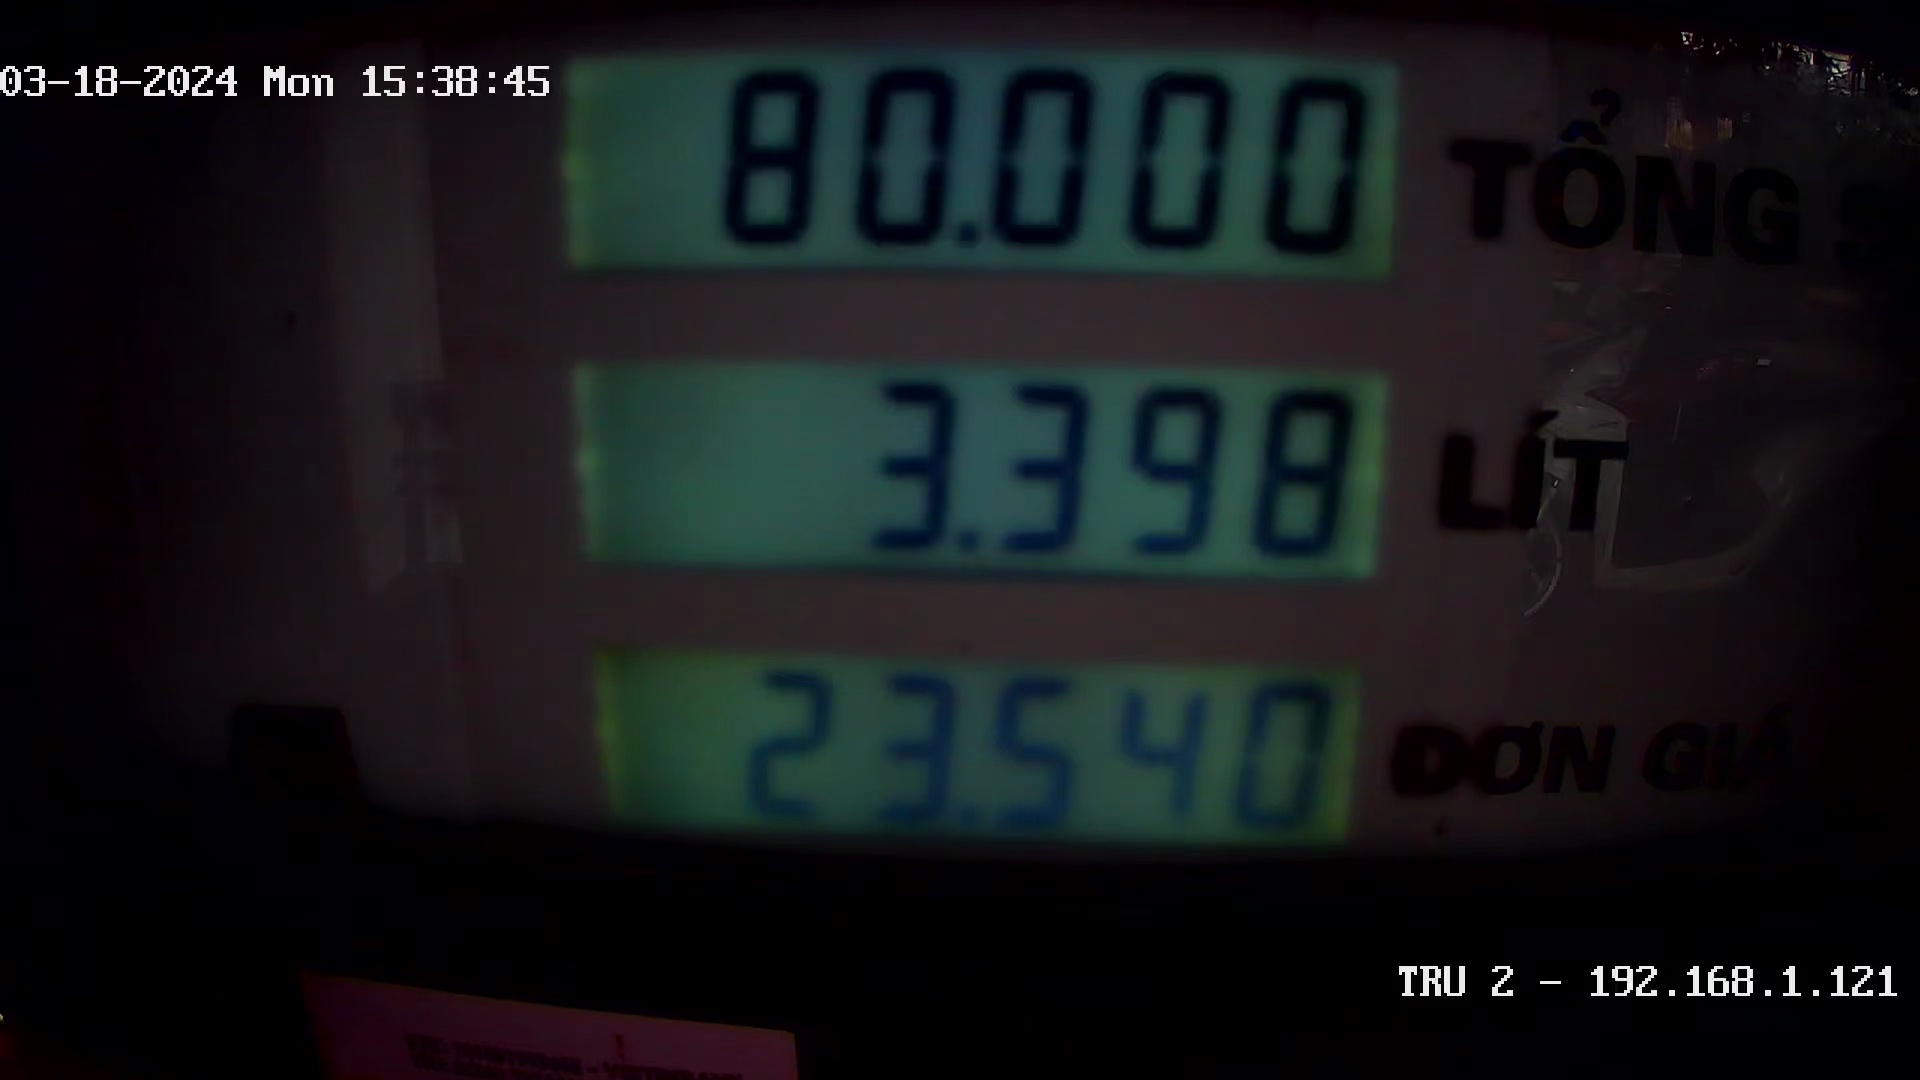 03-18-2024 Mon 15:38:45
80.000 TỔNG
3.398 LÍT
23.540 ĐƠN GIÁ
TRU 2 - 192.168.1.121